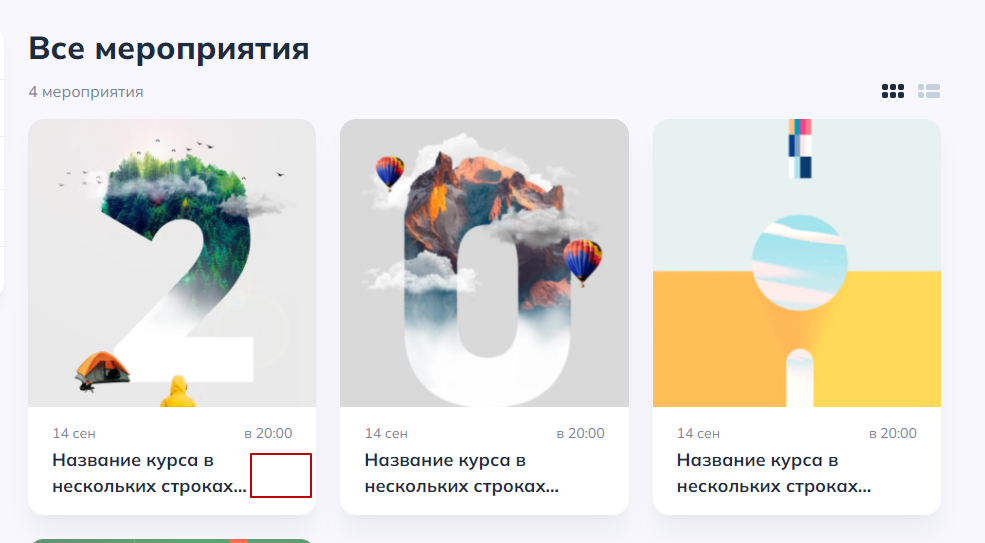 Все мероприятия
4 мероприятия
14 сен в 20:00
Название курса в
нескольких строках...
14 сен в 20:00
Название курса в
нескольких строках...
14 сен в 20:00
Название курса в
нескольких строках...